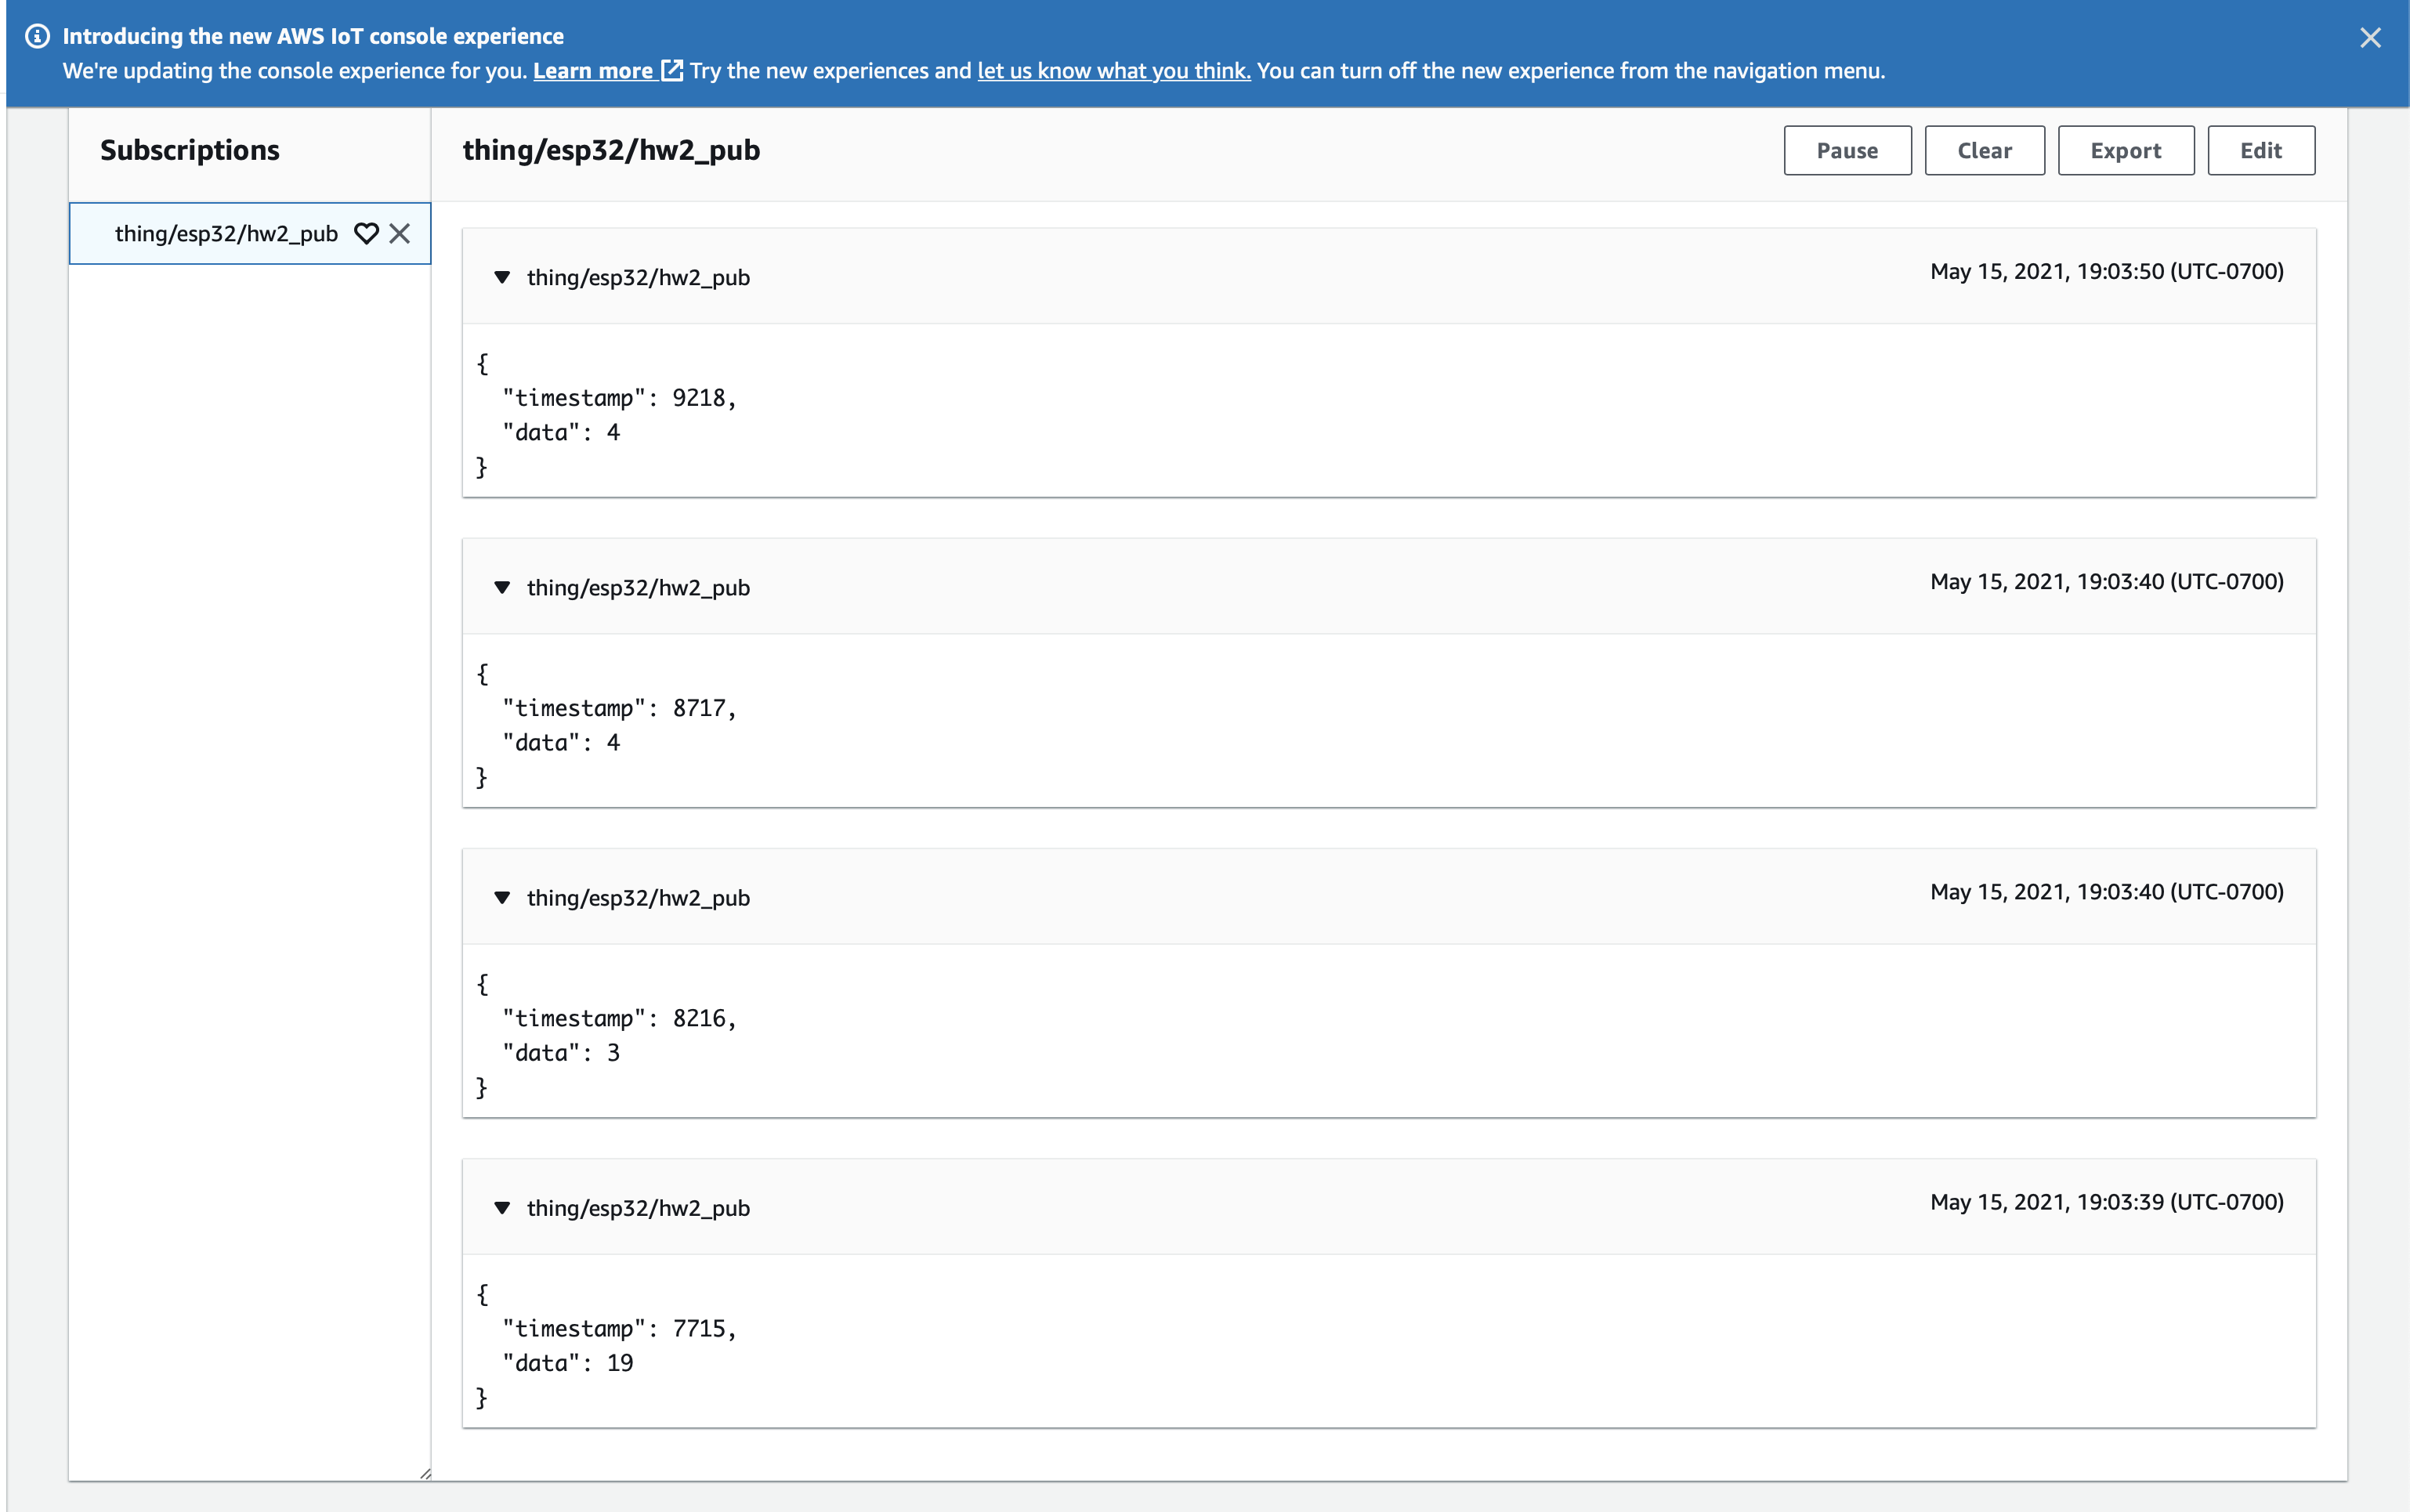 Introducing the new AWS IoT console experience
We're updating the console experience for you. Learn more Try the new experiences and let us know what you think. You can turn off the new experience from the navigation menu.
Subscriptions
thing/esp32/hw2_pub
Pause
Clear
Export
Edit
thing/esp32/hw2_pub
thing/esp32/hw2_pub
May 15, 2021, 19:03:50 (UTC-0700)
{
"timestamp": 9218,
"data": 4
}
thing/esp32/hw2_pub
May 15, 2021, 19:03:40 (UTC-0700)
{
"timestamp": 8717,
"data": 4
}
thing/esp32/hw2_pub
May 15, 2021, 19:03:40 (UTC-0700)
{
"timestamp": 8216,
"data": 3
}
thing/esp32/hw2_pub
May 15, 2021, 19:03:39 (UTC-0700)
{
"timestamp": 7715,
"data": 19
}